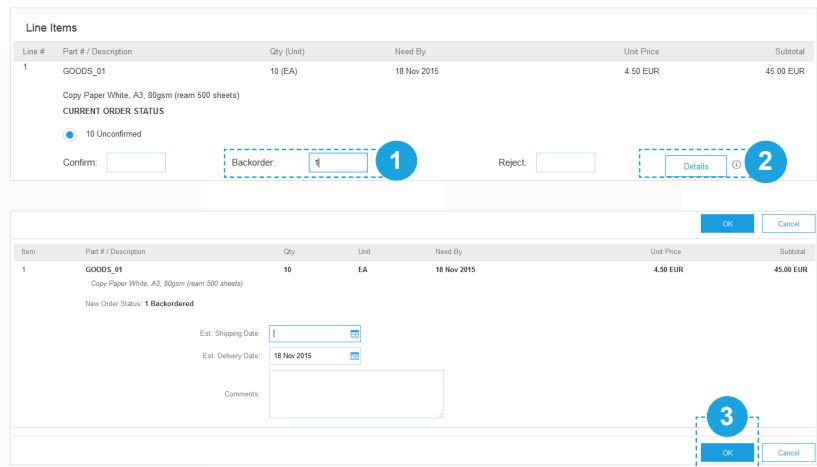 Line Items
Line # Part # / Description Qty (Unit) Need By Unit Price Subtotal
1 GOODS_01 10 (EA) 18 Nov 2015 4.50 EUR 45.00 EUR
Copy Paper White, A3, 80gsm (ream 500 sheets)
CURRENT ORDER STATUS
10 Unconfirmed
Confirm: Backorder: 1 1 Reject: Details 2
OK Cancel
Item Part # / Description Qty Unit Need By Unit Price Subtotal
1 GOODS_01 10 EA 18 Nov 2015 4.50 EUR 45.00 EUR
Copy Paper White, A3, 80gsm (ream 500 sheets)
New Order Status: 1 Backordered
Est. Shipping Date:
Est. Delivery Date: 18 Nov 2015
Comments:
3
OK Cancel